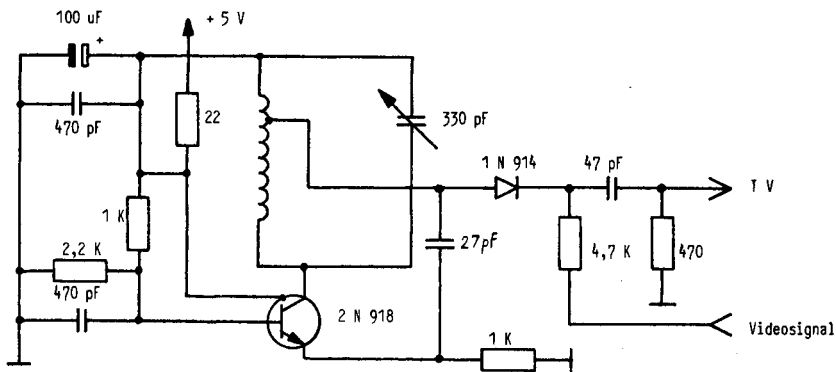 100 uF
+
+ 5 V
470 pF
22
330 pF
1 N 914
47 pF
T V
1 K
27pF
4,7 K
470
2,2 K
470 pF
2 N 918
1 K
Videosignal